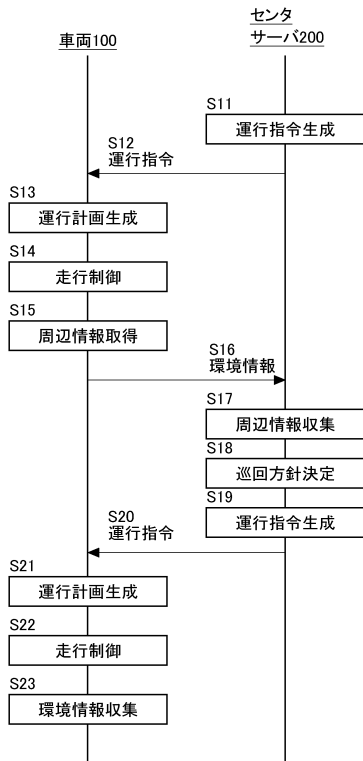 車両100
センタ
サーバ200
S11
運行指令生成
S12
運行指令
S13
運行計画生成
S14
走行制御
S15
周辺情報取得
S16
環境情報
S17
周辺情報収集
S18
巡回方針決定
S19
運行指令生成
S20
運行指令
S21
運行計画生成
S22
走行制御
S23
環境情報収集